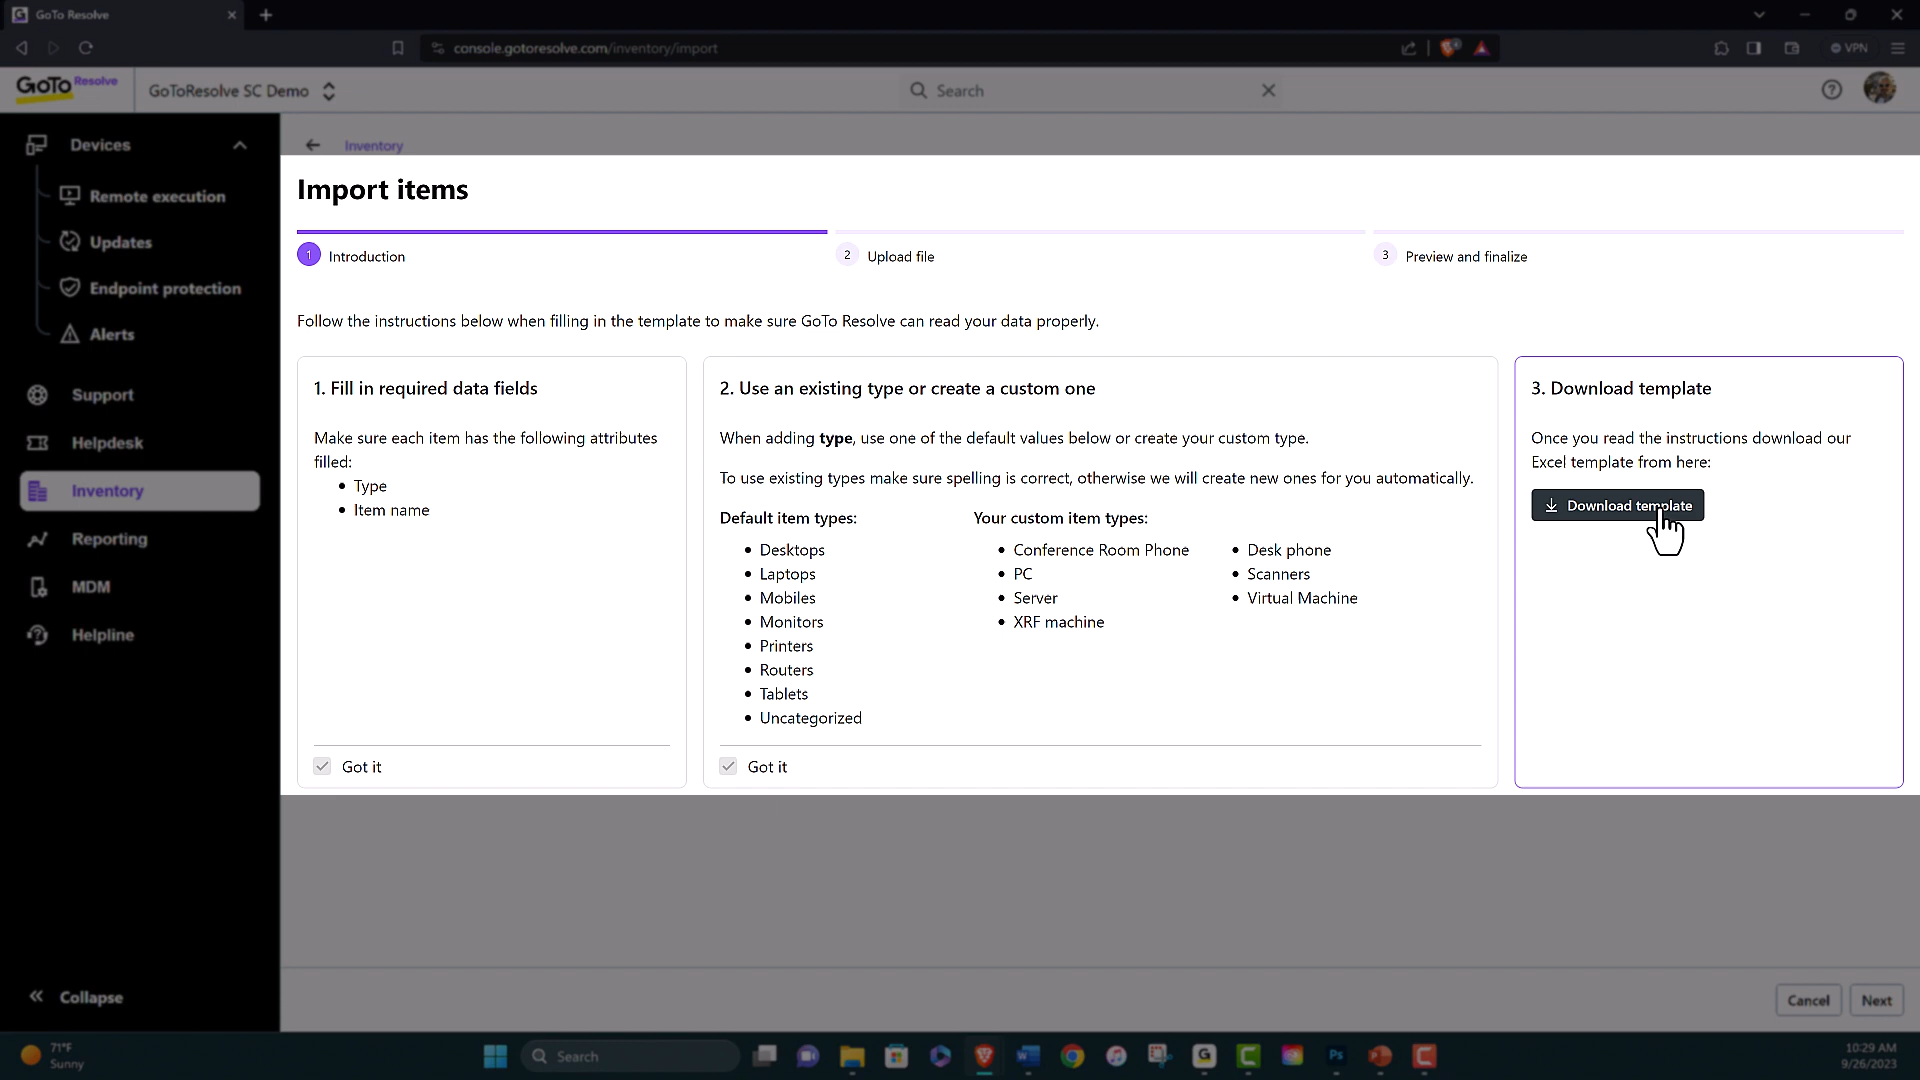 GoTo Resolve
console.gotoresolve.com/inventory/import
VPN
GoTo Resolve
GoToResolve SC Demo
Search
Devices
Remote execution
Updates
Endpoint protection
Alerts
Support
Helpdesk
Inventory
Reporting
MDM
Helpline
Collapse
Inventory
Import items
1 Introduction
2 Upload file
3 Preview and finalize
Follow the instructions below when filling in the template to make sure GoTo Resolve can read your data properly.
1. Fill in required data fields
Make sure each item has the following attributes
filled:
• Type
• Item name
Got it
2. Use an existing type or create a custom one
When adding type, use one of the default values below or create your custom type.
To use existing types make sure spelling is correct, otherwise we will create new ones for you automatically.
Default item types:
• Desktops
• Laptops
• Mobiles
• Monitors
• Printers
• Routers
• Tablets
• Uncategorized
Your custom item types:
• Conference Room Phone
• PC
• Server
• XRF machine
• Desk phone
• Scanners
• Virtual Machine
Got it
3. Download template
Once you read the instructions download our
Excel template from here:
Download template
Cancel
Next
71°F
Sunny
Search
Ps
10:29 AM
9/26/2023